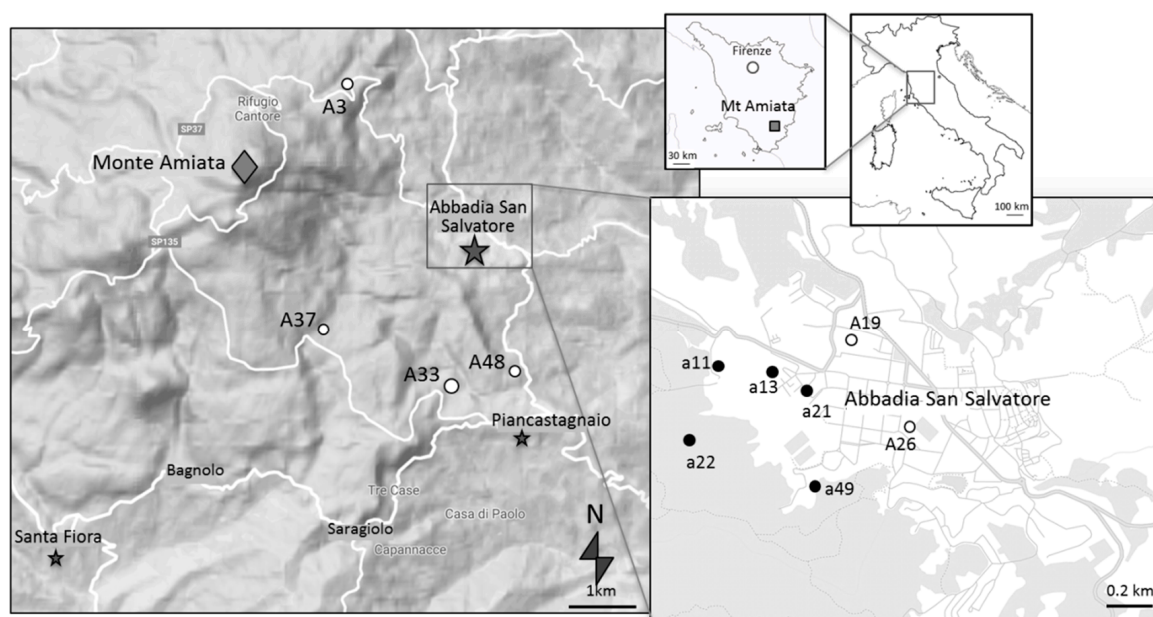 A3
Rifugio
Cantore
SP37
Monte Amiata
Abbadia San
Salvatore
SP135
A37
A33
A48
Piancastagnaio
Bagnolo
Tre Case
Casa di Paolo
Saragiolo
Capannacce
Santa Fiora
N
1km
Firenze
Mt Amiata
30 km
100 km
A19
a11
a13
a21
Abbadia San Salvatore
A26
a22
a49
0.2 km